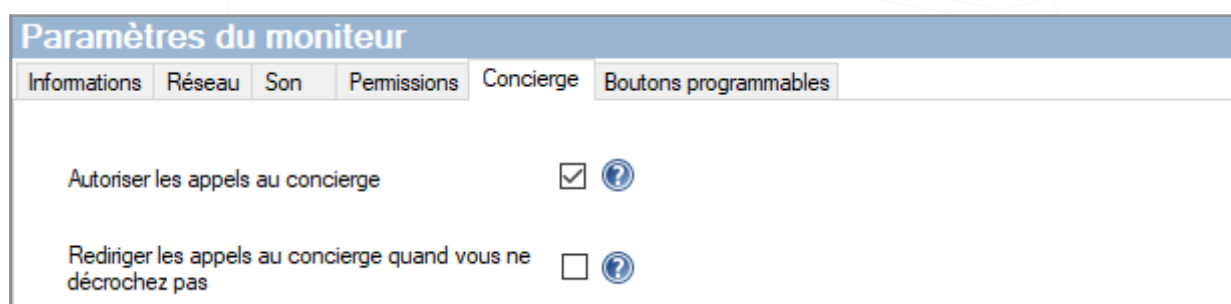 Paramètres du moniteur
Informations Réseau Son Permissions Concierge Boutons programmables
Autoriser les appels au concierge
Rediriger les appels au concierge quand vous ne
décrochez pas